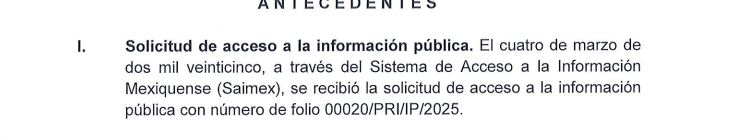 ANTECEDENTES
I. Solicitud de acceso a la información pública. El cuatro de marzo de
dos mil veinticinco, a través del Sistema de Acceso a la Información
Mexiquense (Saimex), se recibió la solicitud de acceso a la información
pública con número de folio 00020/PRI/IP/2025.